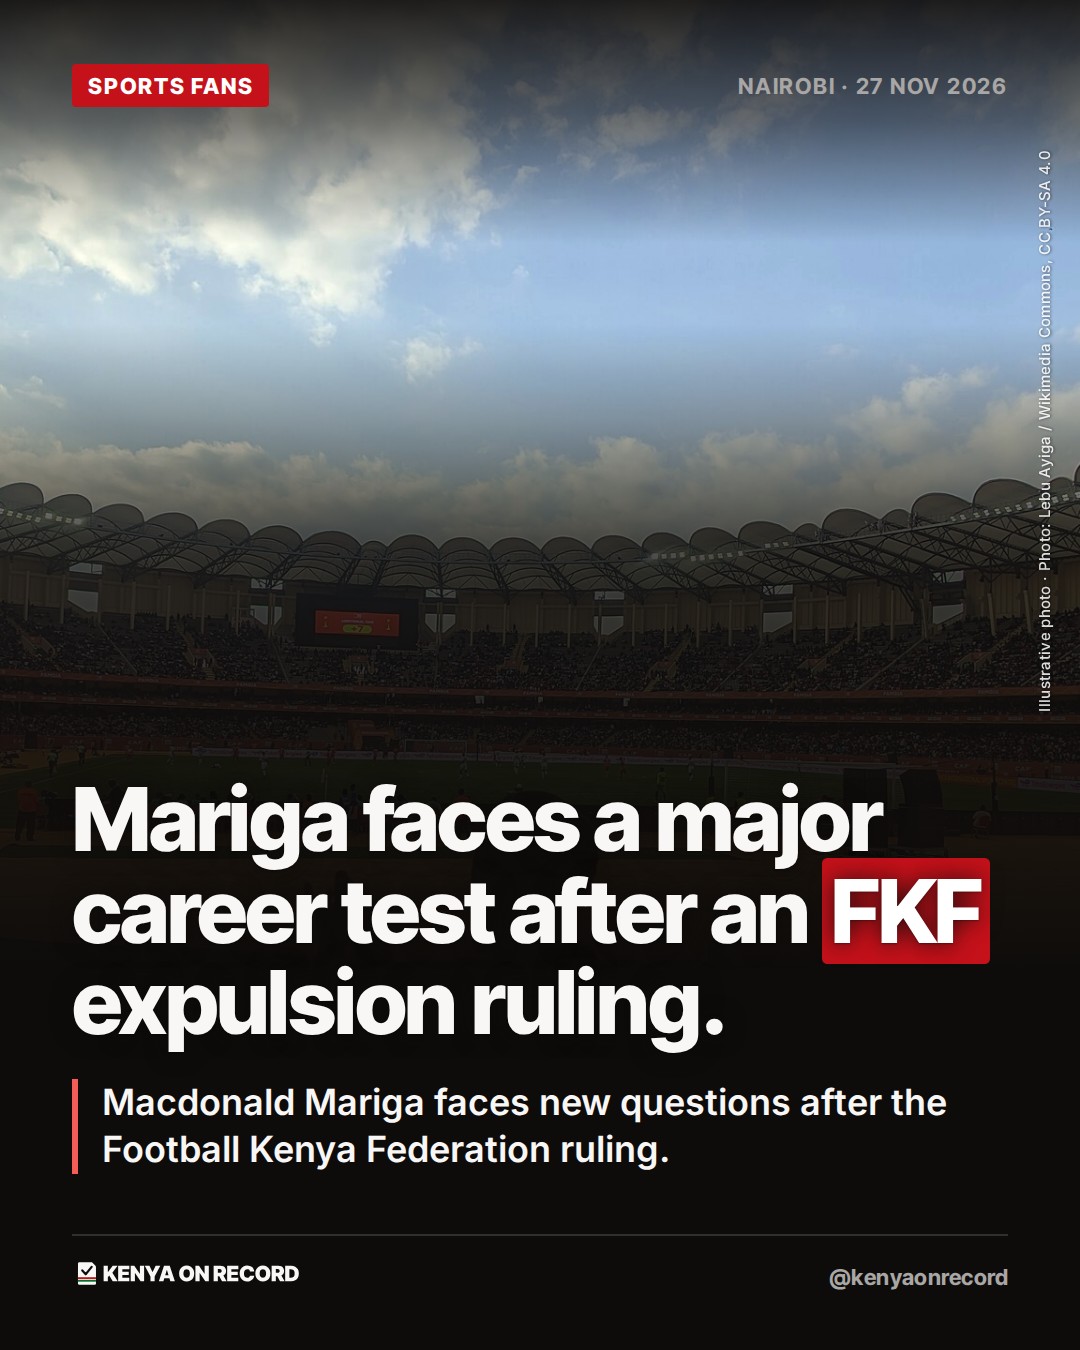 SPORTS FANS
NAIROBI · 27 NOV 2026
Illustrative photo · Photo: Lebu Ayiga / Wikimedia Commons, CC BY-SA 4.0
Mariga faces a major
career test after an FKF
expulsion ruling.
Macdonald Mariga faces new questions after the
Football Kenya Federation ruling.
KENYA ON RECORD
@kenyaonrecord